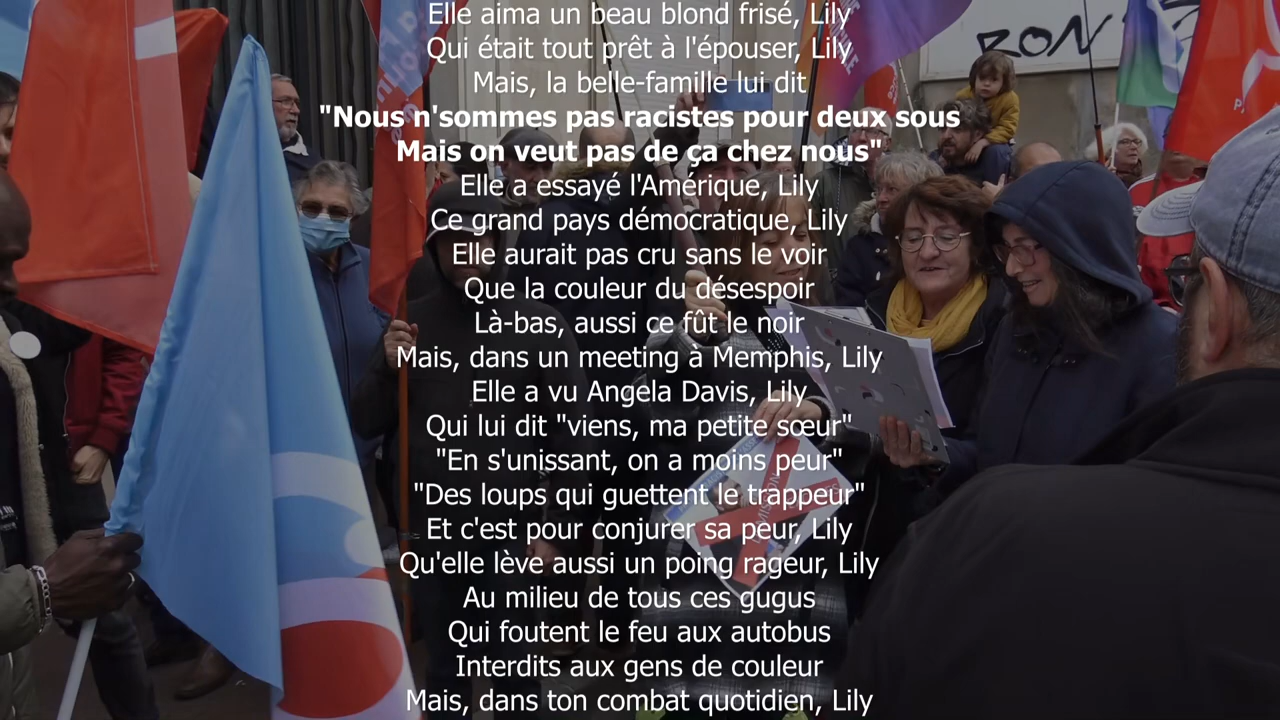 Elle aima un beau blond frisé, Lily
Qui était tout prêt à l'épouser, Lily
Mais, la belle-famille lui dit
"Nous n'sommes pas racistes pour deux sous
Mais on veut pas de ça chez nous"
Elle a essayé l'Amérique, Lily
Ce grand pays démocratique, Lily
Elle aurait pas cru sans le voir
Que la couleur du désespoir
Là-bas, aussi ce fût le noir
Mais, dans un meeting à Memphis, Lily
Elle a vu Angela Davis, Lily
Qui lui dit "viens, ma petite sœur"
"En s'unissant, on a moins peur"
"Des loups qui guettent le trappeur"
Et c'est pour conjurer sa peur, Lily
Qu'elle lève aussi un poing rageur, Lily
Au milieu de tous ces gugus
Qui foutent le feu aux autobus
Interdits aux gens de couleur
Mais, dans ton combat quotidien, Lily
RON